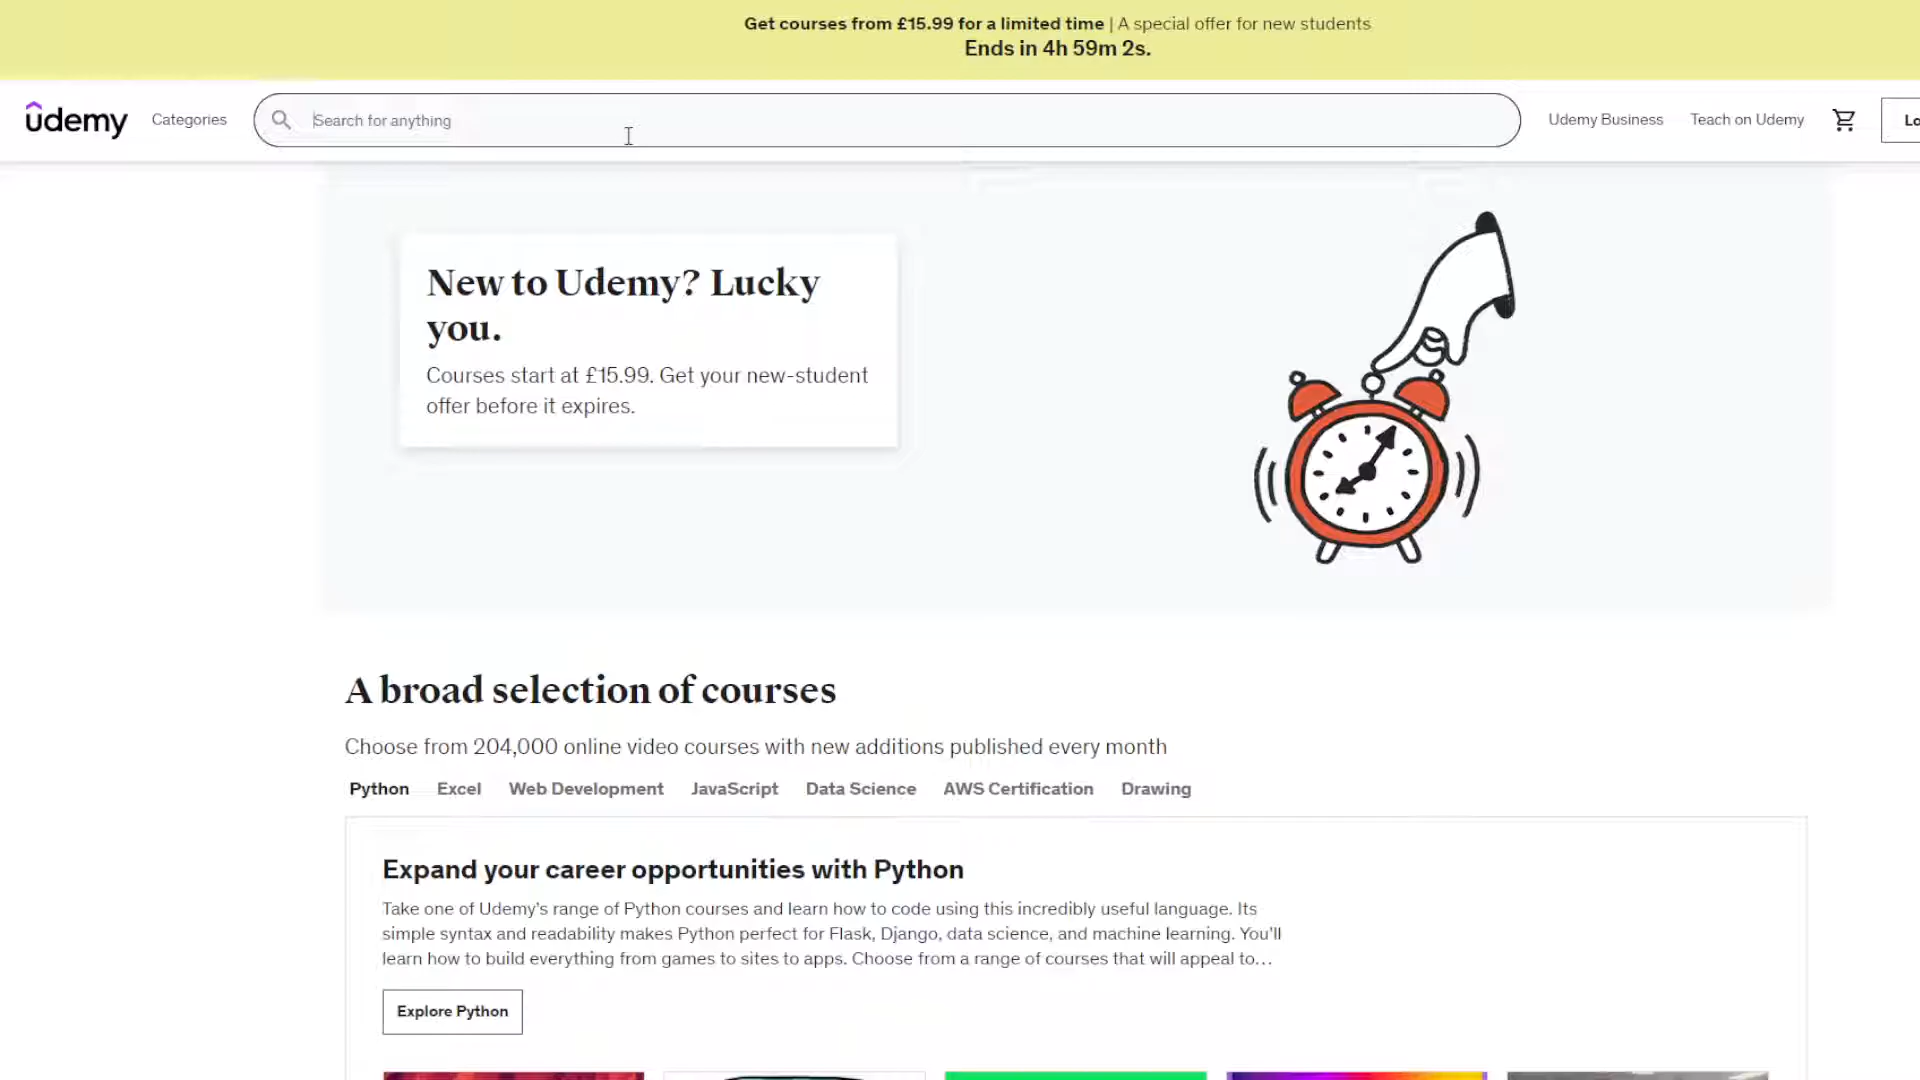 Get courses from £15.99 for a limited time | A special offer for new students
Ends in 4h 59m 2s.
ûdemy Categories Search for anything Udemy Business Teach on Udemy Lo
New to Udemy? Lucky
you.
Courses start at £15.99. Get your new-student
offer before it expires.
A broad selection of courses
Choose from 204,000 online video courses with new additions published every month
Python Excel Web Development JavaScript Data Science AWS Certification Drawing
Expand your career opportunities with Python
Take one of Udemy’s range of Python courses and learn how to code using this incredibly useful language. Its
simple syntax and readability makes Python perfect for Flask, Django, data science, and machine learning. You’ll
learn how to build everything from games to sites to apps. Choose from a range of courses that will appeal to…
Explore Python